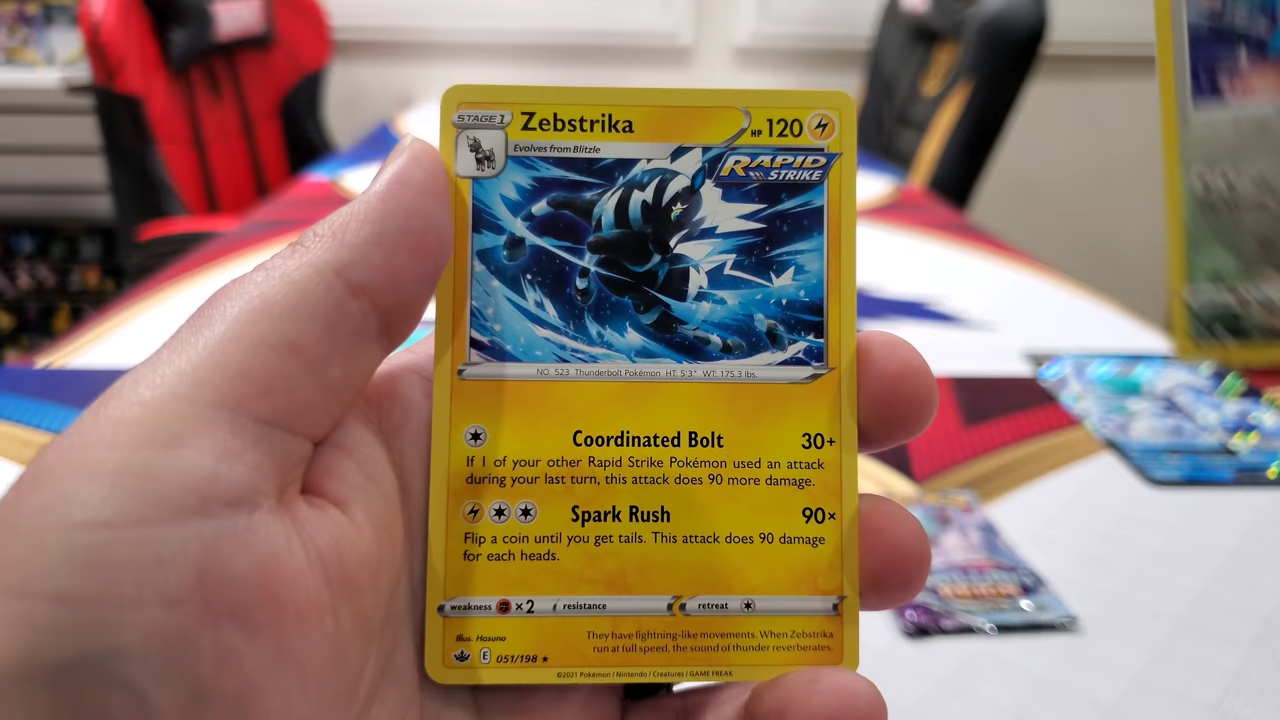 STAGE 1
Zebstrika
HP 120
Evolves from Blitzle
RAPID
STRIKE
NO. 523 Thunderbolt Pokémon HT: 5'3" WT: 175.3 lbs.
Coordinated Bolt 30+
If 1 of your other Rapid Strike Pokémon used an attack
during your last turn, this attack does 90 more damage.
Spark Rush 90×
Flip a coin until you get tails. This attack does 90 damage
for each heads.
weakness ×2 resistance retreat
Illus. Hasuno
They have lightning-like movements. When Zebstrika
run at full speed, the sound of thunder reverberates.
E 051/198 ★
©2021 Pokémon / Nintendo / Creatures / GAME FREAK